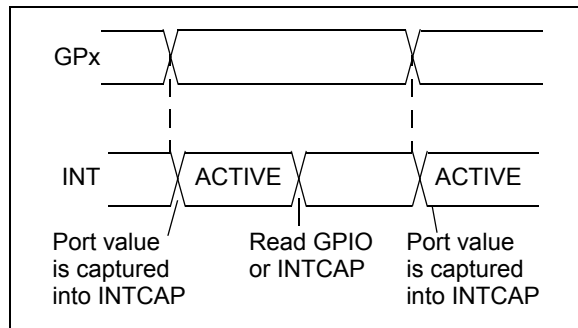 GPx
INT ACTIVE ACTIVE
Port value Read GPIO Port value
is captured or INTCAP is captured
into INTCAP into INTCAP